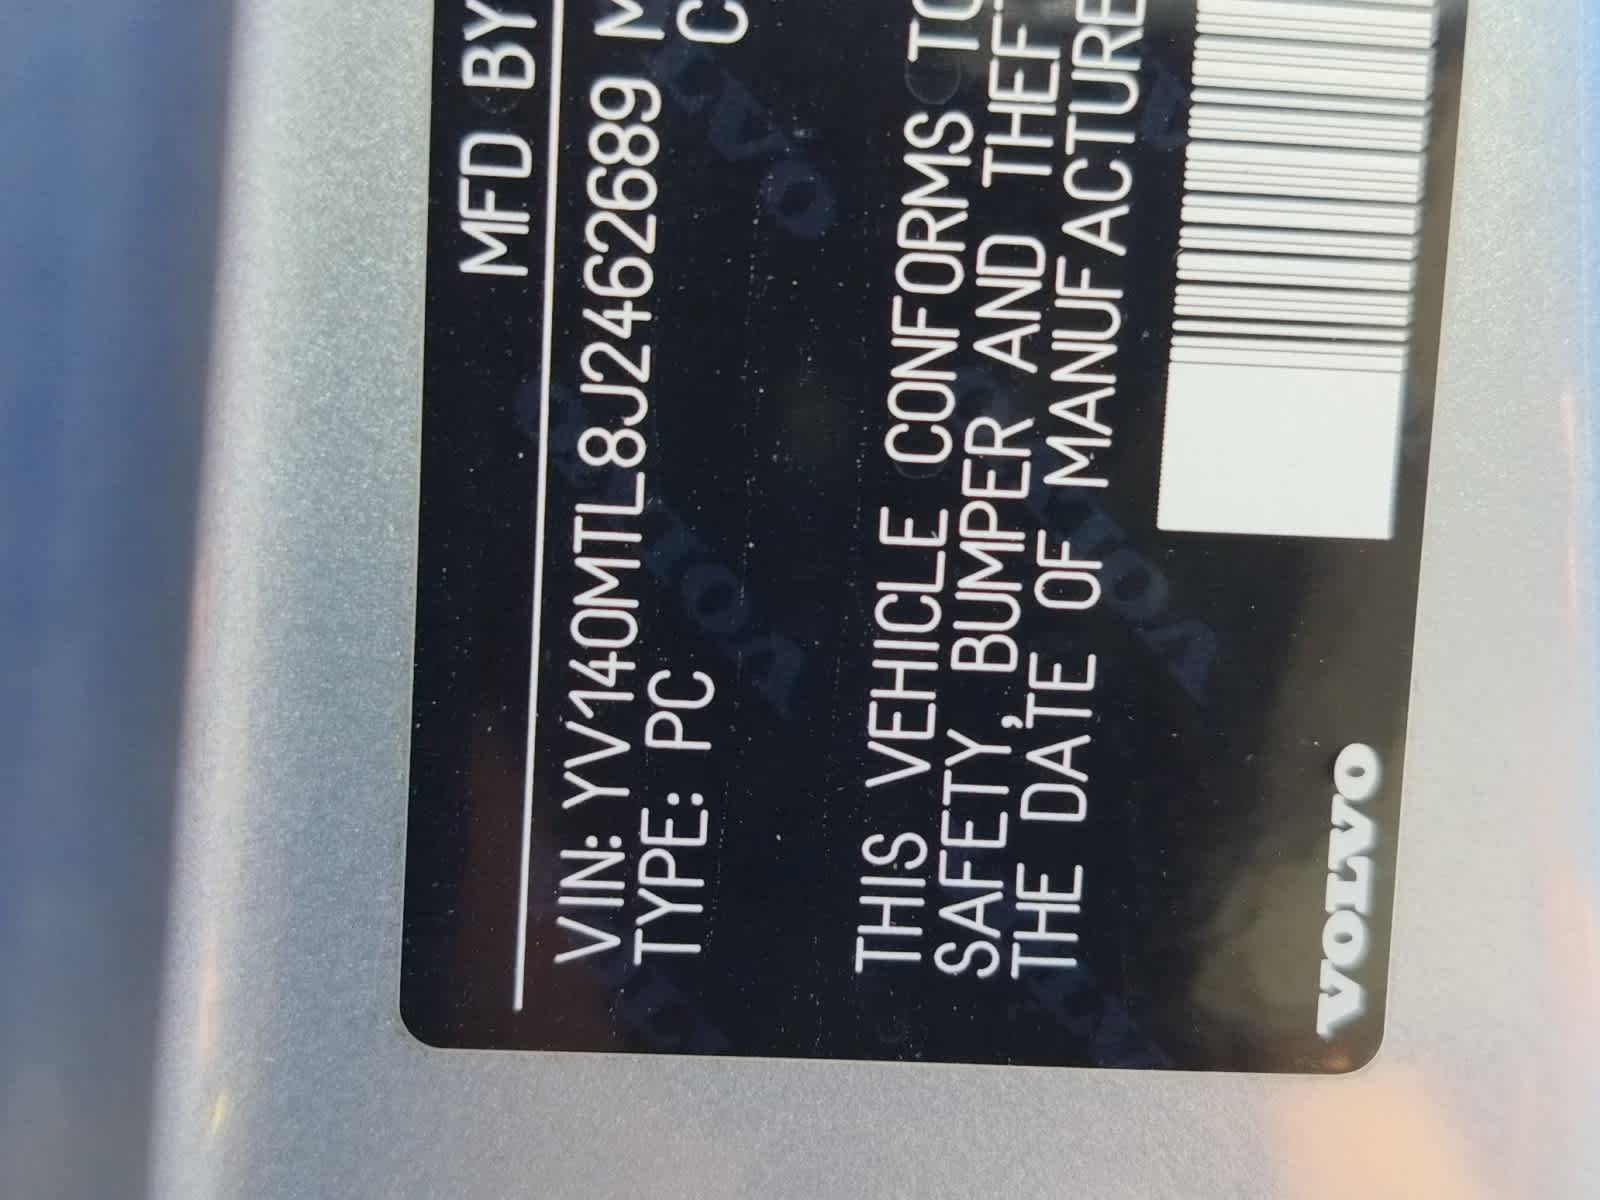 MFD BY
VIN: YV140MTL8J2462689 M
TYPE: PC C
THIS VEHICLE CONFORMS TO
SAFETY, BUMPER AND THEFT
THE DATE OF MANUFACTURE
VOLVO